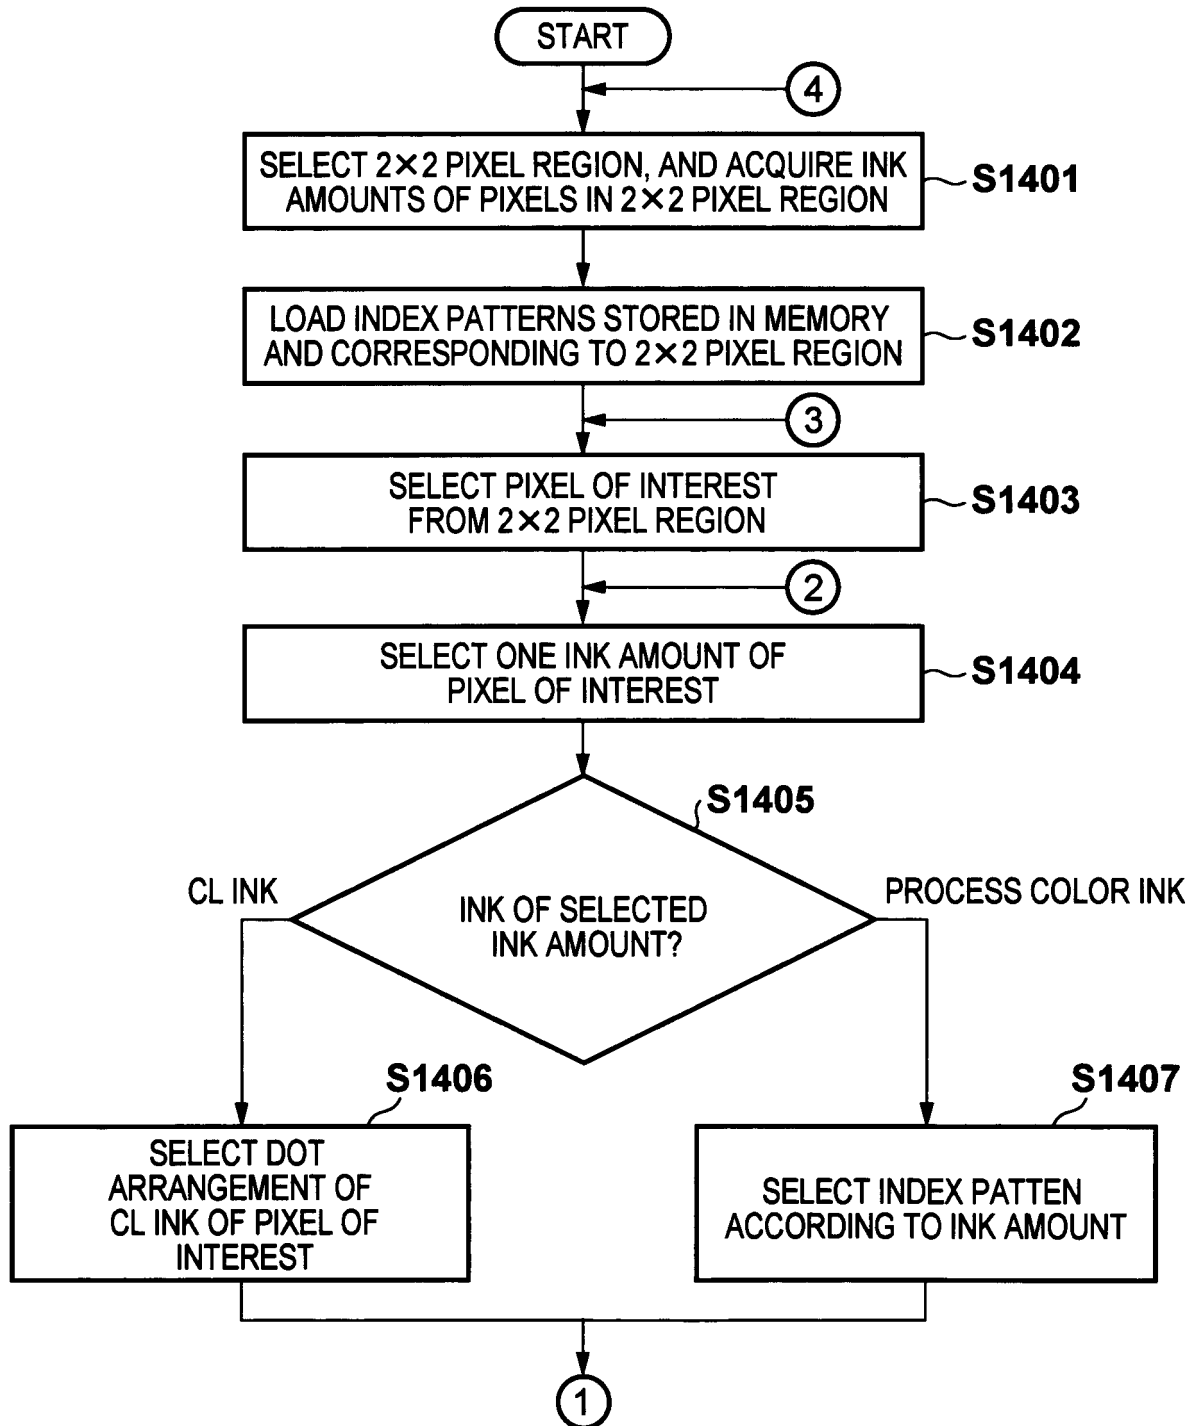 START
4
SELECT 2×2 PIXEL REGION, AND ACQUIRE INK
AMOUNTS OF PIXELS IN 2×2 PIXEL REGION
S1401
LOAD INDEX PATTERNS STORED IN MEMORY
AND CORRESPONDING TO 2×2 PIXEL REGION
S1402
3
SELECT PIXEL OF INTEREST
FROM 2×2 PIXEL REGION
S1403
2
SELECT ONE INK AMOUNT OF
PIXEL OF INTEREST
S1404
S1405
CL INK
INK OF SELECTED
INK AMOUNT?
PROCESS COLOR INK
S1406
SELECT DOT
ARRANGEMENT OF
CL INK OF PIXEL OF
INTEREST
S1407
SELECT INDEX PATTEN
ACCORDING TO INK AMOUNT
1